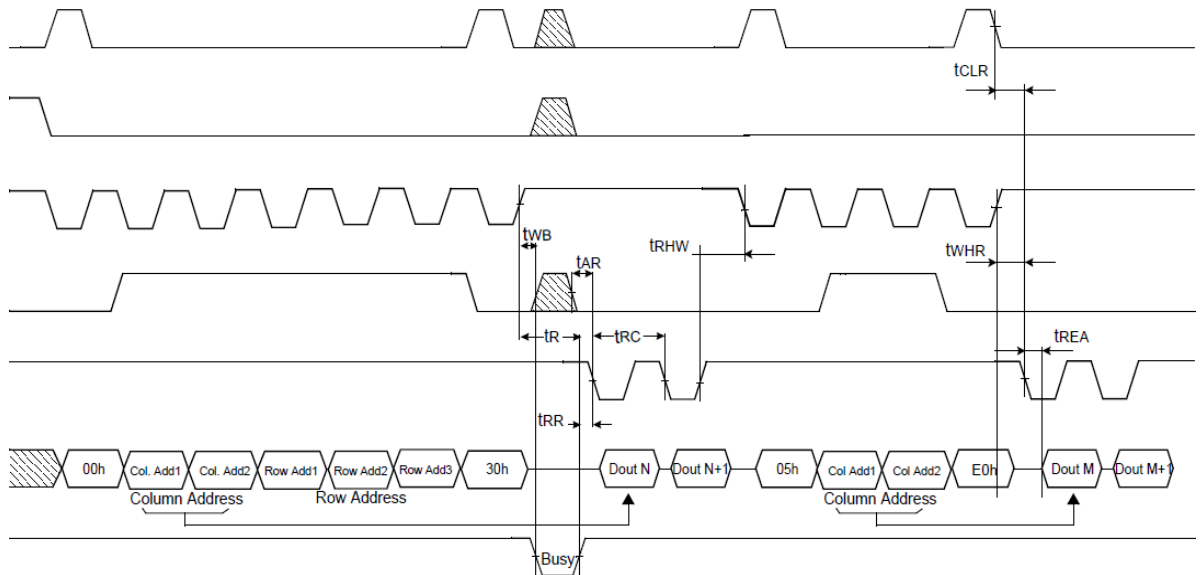 tCLR
tWB
tRHW
tWHR
tAR
tR
tRC
tREA
tRR
00h
Col. Add1
Col. Add2
Row Add1
Row Add2
Row Add3
30h
Dout N
Dout N+1
05h
Col Add1
Col Add2
E0h
Dout M
Dout M+1
Column Address
Row Address
Column Address
Busy